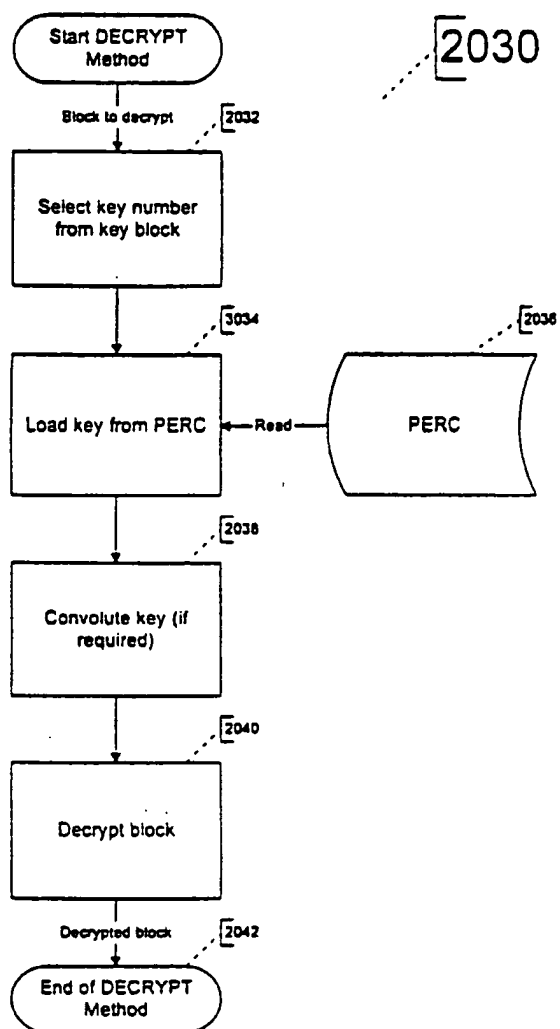 Start DECRYPT
Method
2030
Block to decrypt
2032
Select key number
from key block
3034
2036
Load key from PERC
Read
PERC
2038
Convolute key (if
required)
2040
Decrypt block
Decrypted block
2042
End of DECRYPT
Method